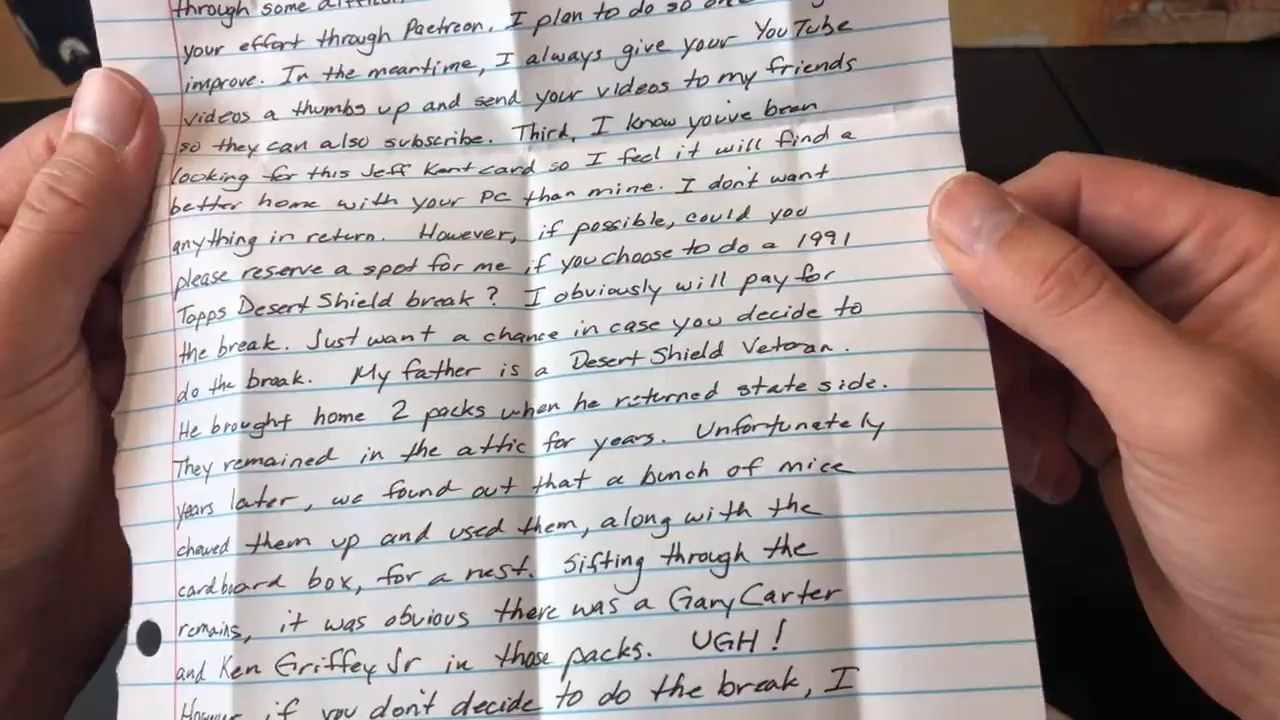 through some
your effort through Paetreon. I plan to do so
improve. In the meantime, I always give your YouTube
videos a thumbs up and send your videos to my friends
so they can also subscribe. Third, I know you've been
looking for this Jeff Kent card so I feel it will find a
better home with your PC than mine. I don't want
anything in return. However, if possible, could you
please reserve a spot for me if you choose to do a 1991
Topps Desert Shield break? I obviously will pay for
the break. Just want a chance in case you decide to
do the break. My father is a Desert Shield Veteran.
He brought home 2 packs when he returned state side.
They remained in the attic for years. Unfortunately
years later, we found out that a bunch of mice
chewed them up and used them, along with the
cardboard box, for a nest. Sifting through the
remains, it was obvious there was a Gary Carter
and Ken Griffey Jr in those packs. UGH!
However if you don't decide to do the break, I